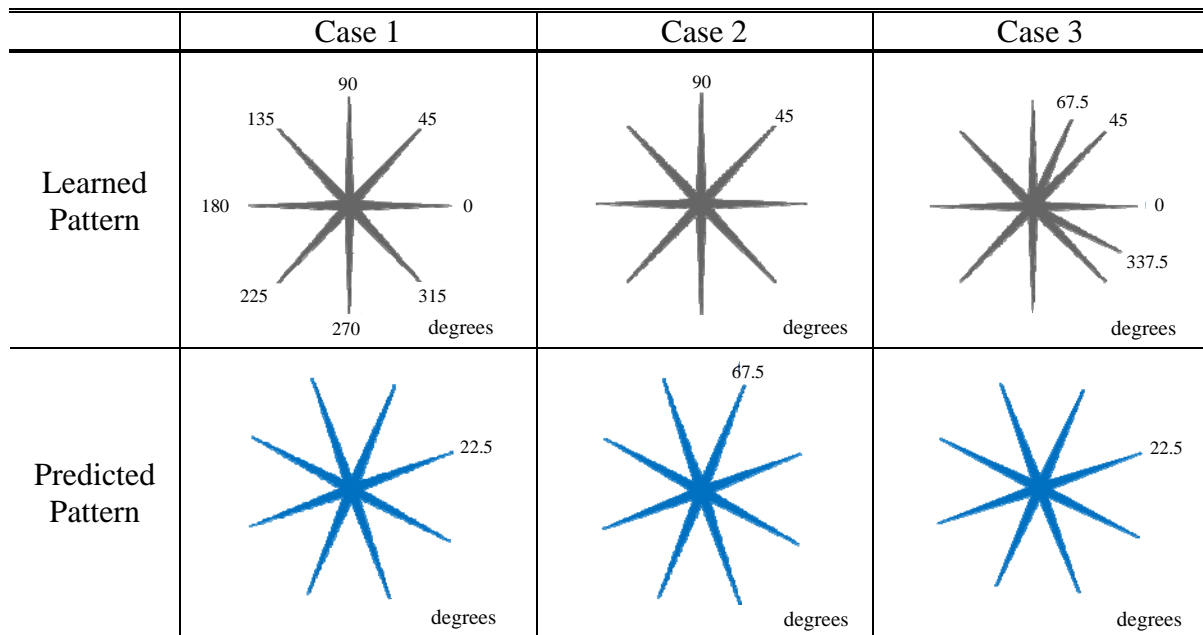 Case 1 Case 2 Case 3
Learned Pattern
90
135 45
180 0
225 315
270 degrees
90
45
degrees
67.5
45
0
337.5
degrees
Predicted Pattern
22.5
degrees
67.5
degrees
22.5
degrees